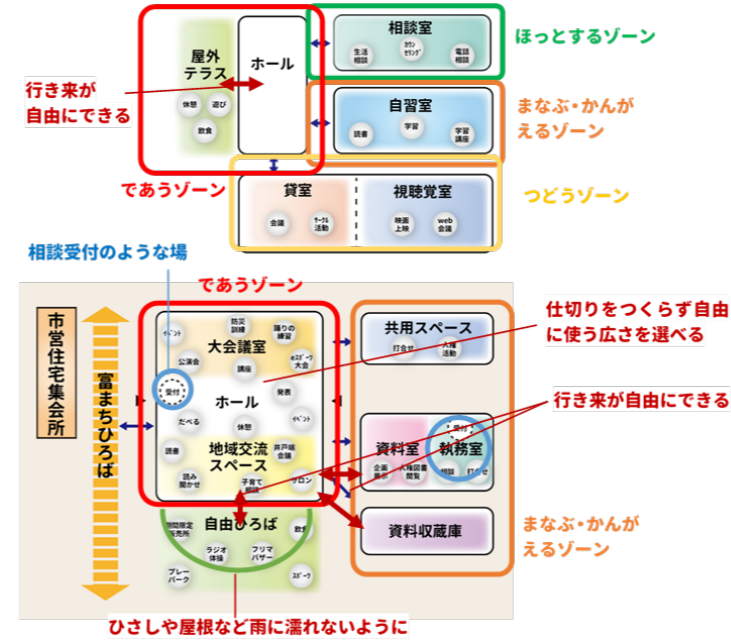 相談室
生活
相談
カウン
セリング
電話
相談
ほっとするゾーン
屋外
テラス
ホール
休憩
遊び
飲食
行き来が
自由にできる
自習室
読書
学習
学習
講座
まなぶ・かんが
えるゾーン
であうゾーン
貸室
会議
サークル
活動
視聴覚室
映画
上映
web
会議
つどうゾーン
相談受付のような場
であうゾーン
市営住宅集会所
富まちひろば
イベント
防災
訓練
踊りの
練習
大会議室
公演会
講座
eスポーツ
大会
受付
ホール
発表
たべる
休憩
イベント
読書
地域交流
スペース
井戸端
会議
読み
聞かせ
子育て
相談
サロン
共用スペース
打合せ
人権
活動
仕切りをつくらず自由
に使う広さを選べる
行き来が自由にできる
資料室
企画
展示
人権図書
閲覧
受付
執務室
相談
打合せ
資料収蔵庫
まなぶ・かんが
えるゾーン
期間限定
販売所
自由ひろば
飲食
ラジオ
体操
フリマ
バザー
プレー
パーク
スポーツ
ひさしや屋根など雨に濡れないように